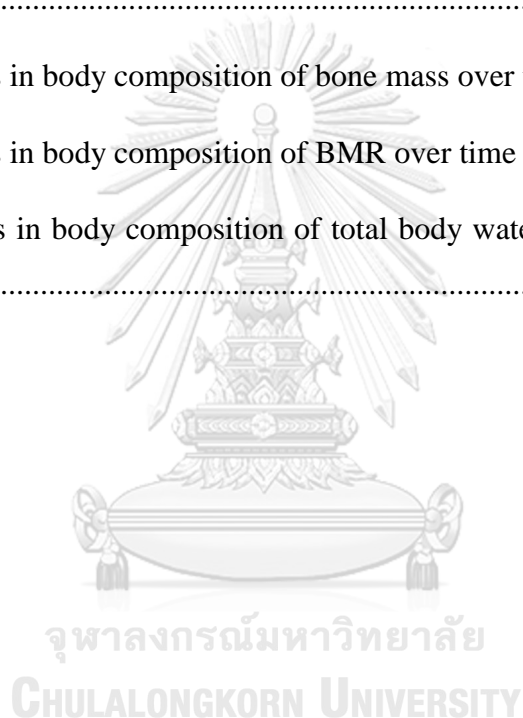 ................................................................................
s in body composition of bone mass over
s in body composition of BMR over time
s in body composition of total body wate
................................................................................
จุฬาลงกรณ์มหาวิทยาลัย
CHULALONGKORN UNIVERSITY